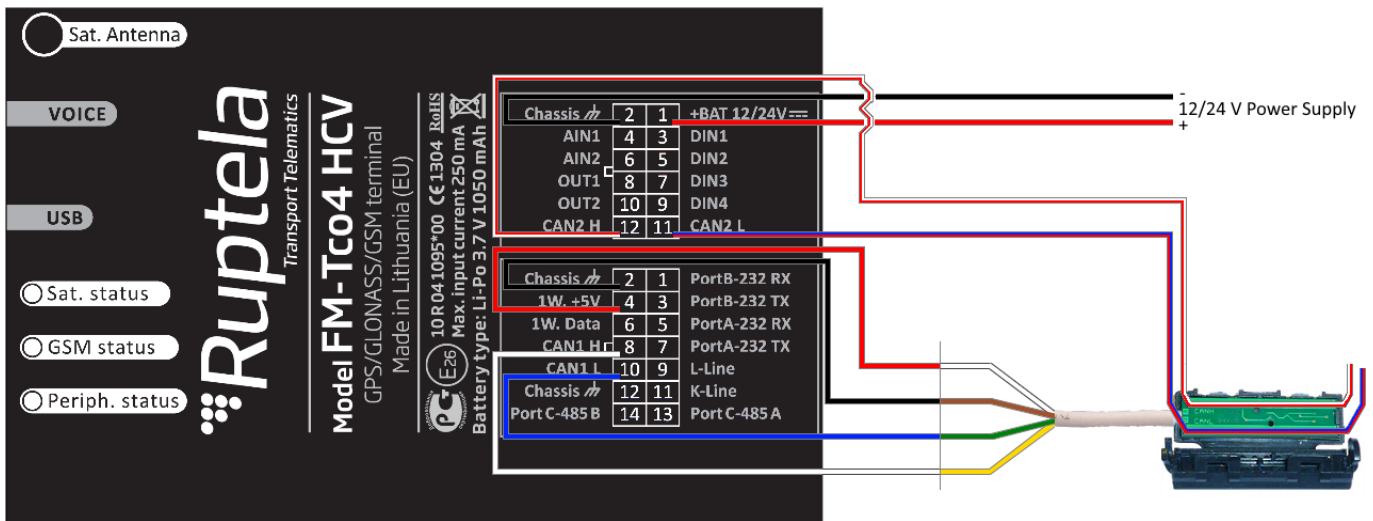 Sat. Antenna
VOICE
USB
Sat. status
GSM status
Periph. status
Ruptela
Transport Telematics
Model FM-Tco4 HCV
GPS/GLONASS/GSM terminal
Made in Lithuania (EU)
E26
PC
10R041095*00 CE1304 RoHS
Max. input current 250 mA
Battery type: Li-Po 3.7 V 1050 mAh
Chassis 2 1 +BAT 12/24V
AIN1 4 3 DIN1
AIN2 6 5 DIN2
OUT1 8 7 DIN3
OUT2 10 9 DIN4
CAN2 H 12 11 CAN2 L
Chassis 2 1 PortB-232 RX
1W. +5V 4 3 PortB-232 TX
1W. Data 6 5 PortA-232 RX
CAN1 H 8 7 PortA-232 TX
CAN1 L 10 9 L-Line
Chassis 12 11 K-Line
Port C-485 B 14 13 Port C-485 A
-
12/24 V Power Supply
+
CANH
CANL